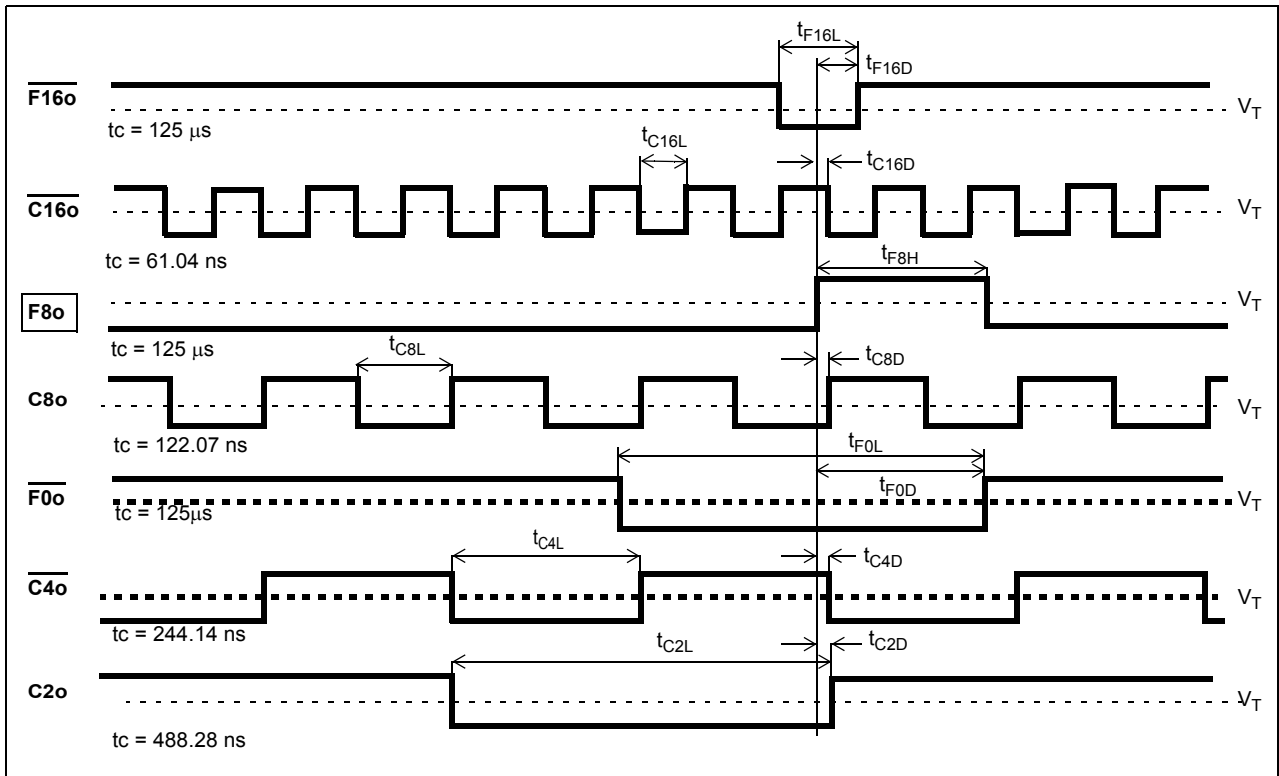 tF16L
tF16D
F16o
VT
tc = 125 μs
tC16L
tC16D
C16o
VT
tc = 61.04 ns
tF8H
F8o
VT
tc = 125 μs
tC8L
tC8D
C8o
VT
tc = 122.07 ns
tF0L
F0o
tF0D
VT
tc = 125μs
tC4L
tC4D
C4o
VT
tc = 244.14 ns
tC2L
tC2D
C2o
VT
tc = 488.28 ns